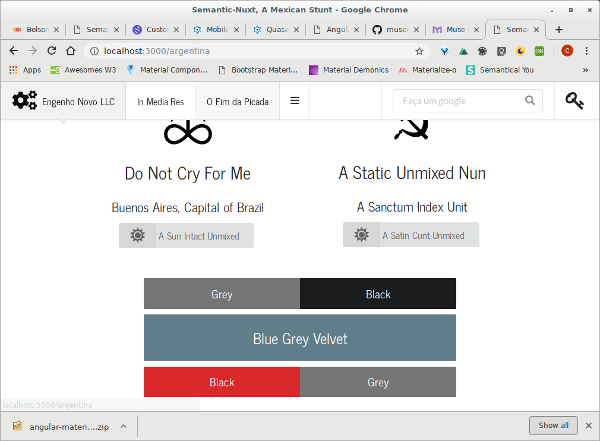 Semantic-Nuxt, A Mexican Stunt - Google Chrome
Bolson
Seman
Custo
Mobile
Quasa
Angula
muse
Muse
Seman
localhost:3000/argentina
C
Apps
Awesomes W3
Material Compon...
Bootstrap Materi...
Material Demonics
Materialize-o
Semantical You
Engenho Novo LLC
In Media Res
O Fim da Picada
Faça um google
Do Not Cry For Me
A Static Unmixed Nun
Buenos Aires, Capital of Brazil
A Sanctum Index Unit
A Sun Intact Unmixed
A Satin Cunt Unmixed
Grey
Black
Blue Grey Velvet
Black
Grey
localhost:3000/argentina
angular-materi....zip
Show all